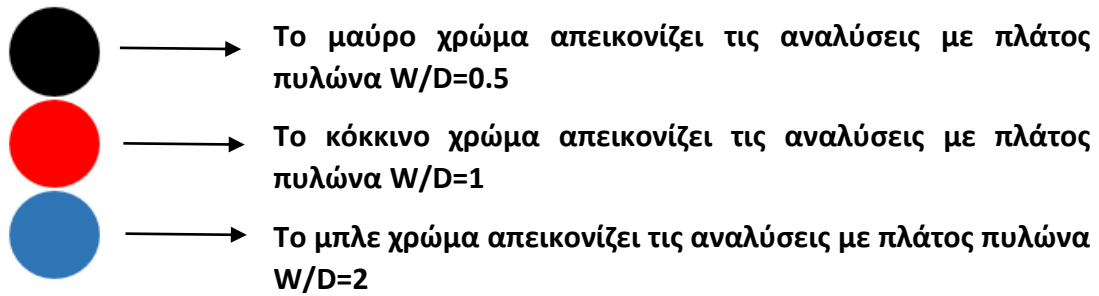 Το μαύρο χρώμα απεικονίζει τις αναλύσεις με πλάτος
πυλώνα W/D=0.5
Το κόκκινο χρώμα απεικονίζει τις αναλύσεις με πλάτος
πυλώνα W/D=1
Το μπλε χρώμα απεικονίζει τις αναλύσεις με πλάτος πυλώνα
W/D=2